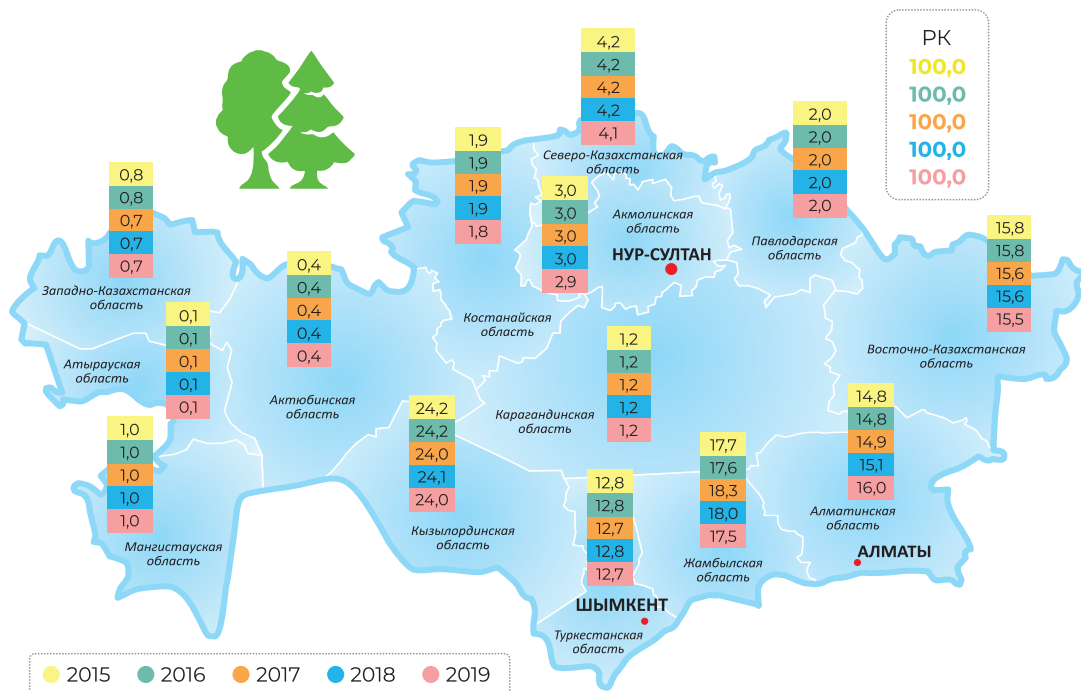 РК
100,0
100,0
100,0
100,0
100,0
4,2
4,2
4,2
4,2
4,1
Северо-Казахстанская
область
1,9
1,9
1,9
1,9
1,8
Костанайская
область
3,0
3,0
3,0
3,0
2,9
Акмолинская
область
НУР-СУЛТАН
2,0
2,0
2,0
2,0
2,0
Павлодарская
область
0,8
0,8
0,7
0,7
0,7
Западно-Казахстанская
область
0,1
0,1
0,1
0,1
0,1
Атырауская
область
0,4
0,4
0,4
0,4
0,4
Актюбинская
область
15,8
15,8
15,6
15,6
15,5
Восточно-Казахстанская
область
1,2
1,2
1,2
1,2
1,2
Карагандинская
область
1,0
1,0
1,0
1,0
1,0
Мангистауская
область
24,2
24,2
24,0
24,1
24,0
Кызылординская
область
12,8
12,8
12,7
12,8
12,7
ШЫМКЕНТ
Туркестанская
область
17,7
17,6
18,3
18,0
17,5
Жамбылская
область
14,8
14,8
14,9
15,1
16,0
Алматинская
область
АЛМАТЫ
2015 2016 2017 2018 2019